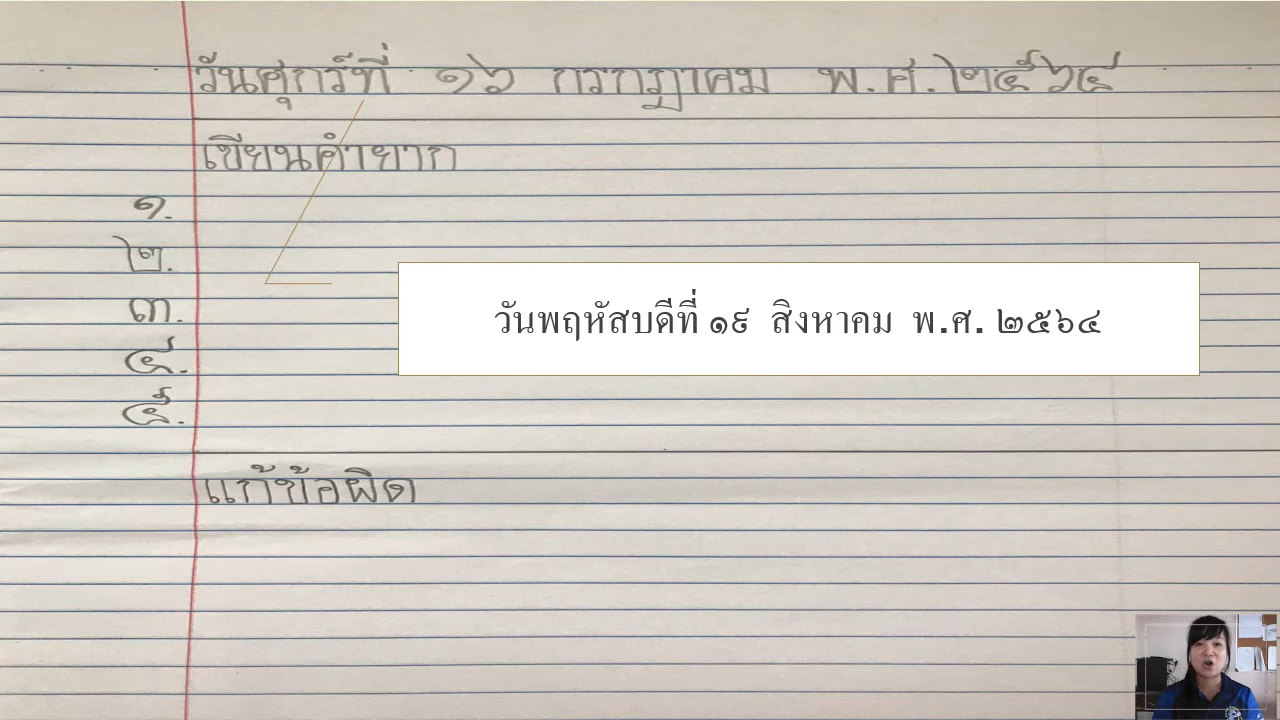 วันศุกร์ที่ ๑๖ กรกฎาคม พ.ศ.๒๕๖๔
เขียนคำยาก
๑.
๒.
๓.
๔.
๕.
วันพฤหัสบดีที่ ๑๙ สิงหาคม พ.ศ. ๒๕๖๔
แก้ข้อผิด